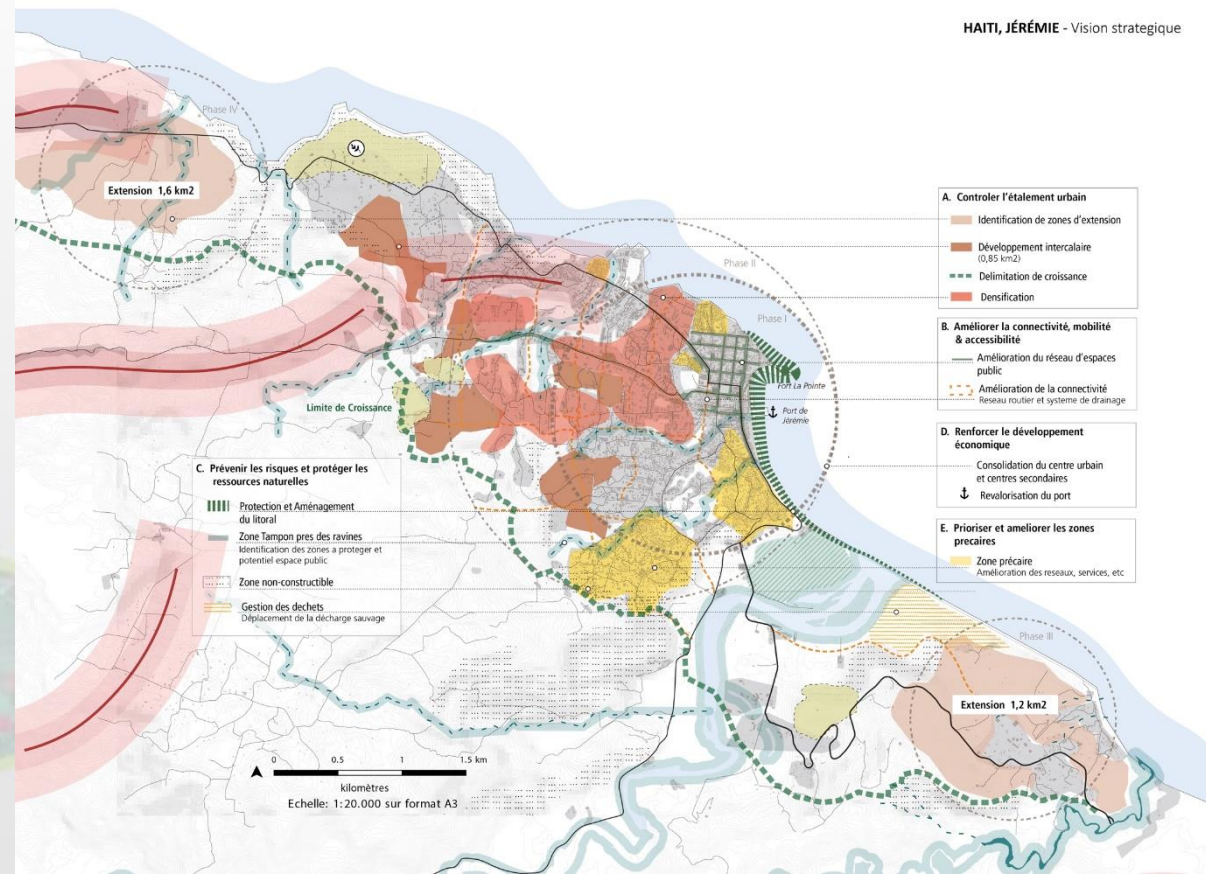 HAITI, JÉRÉMIE - Vision strategique
Phase IV
Extension 1,6 km2
Phase II
Phase I
Fort La Pointe
Port de
Jérémie
Limite de Croissance
A. Controler l'étalement urbain
Identification de zones d'extension
Développement intercalaire
(0,85 km2)
Delimitation de croissance
Densification
B. Améliorer la connectivité, mobilité
& accessibilité
Amélioration du réseau d'espaces
public
Amélioration de la connectivité
Reseau routier et systeme de drainage
D. Renforcer le développement
économique
Consolidation du centre urbain
et centres secondaires
Revalorisation du port
E. Prioriser et ameliorer les zones
precaires
Zone précaire
Amélioration des reseaux, services, etc
C. Prévenir les risques et protéger les
ressources naturelles
Protection et Aménagement
du litoral
Zone Tampon pres des ravines
Identification des zones a proteger et
potentiel espace public
Zone non-constructible
Gestion des dechets
Déplacement de la décharge sauvage
Phase III
Extension 1,2 km2
0 0.5 1 1.5 km
kilomètres
Echelle: 1:20.000 sur format A3